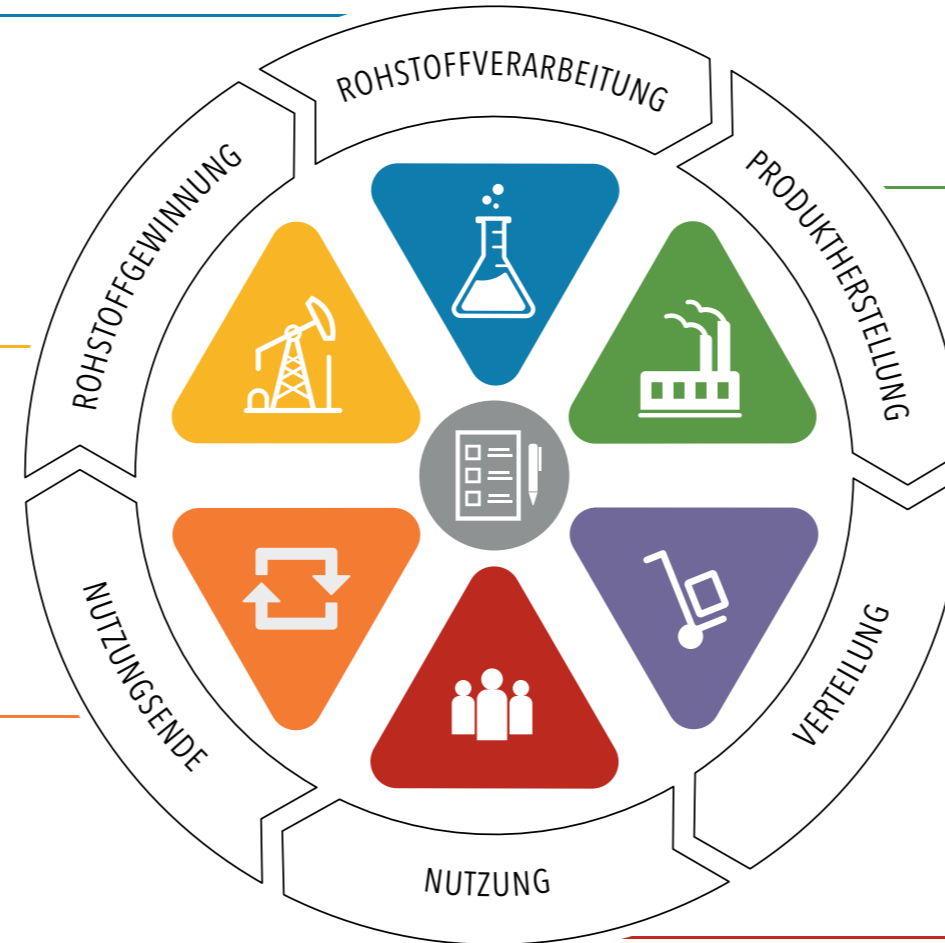 ROHSTOFFVERARBEITUNG
PRODUKTHERSTELLUNG
VERTEILUNG
NUTZUNG
NUTZUNGSENDE
ROHSTOFFGEWINNUNG